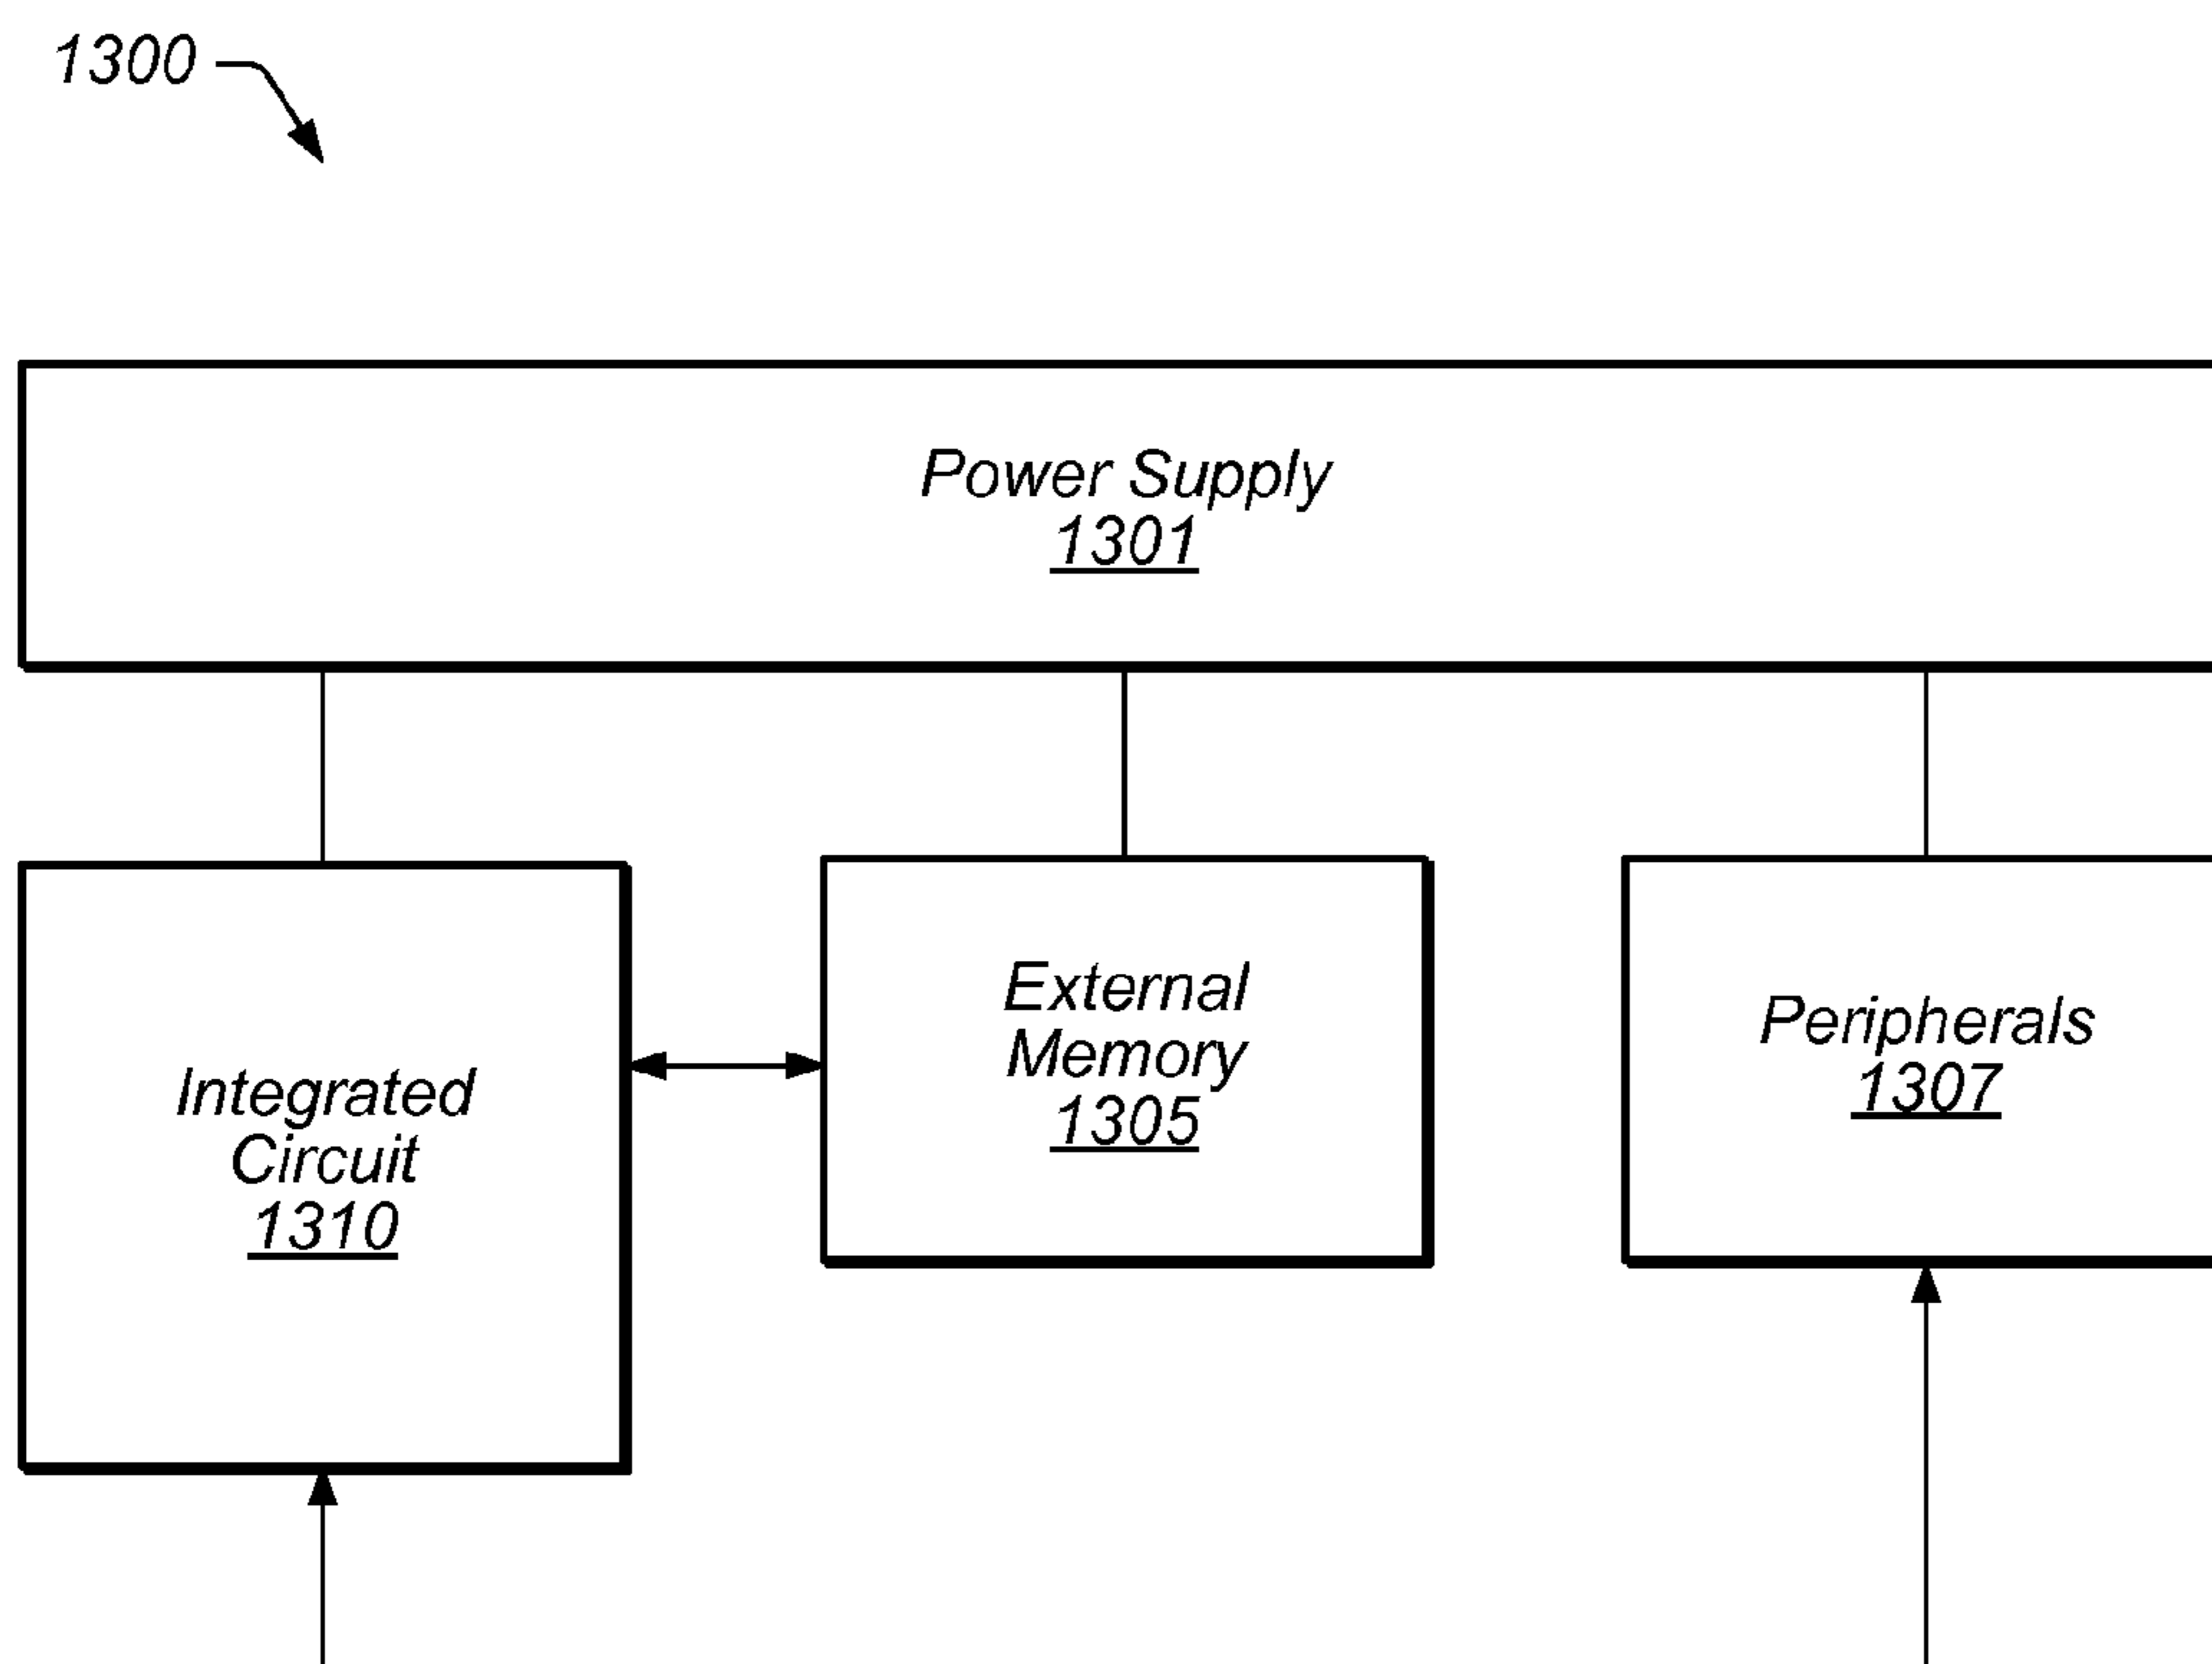 1300
Power Supply
1301
Integrated
Circuit
1310
External
Memory
1305
Peripherals
1307